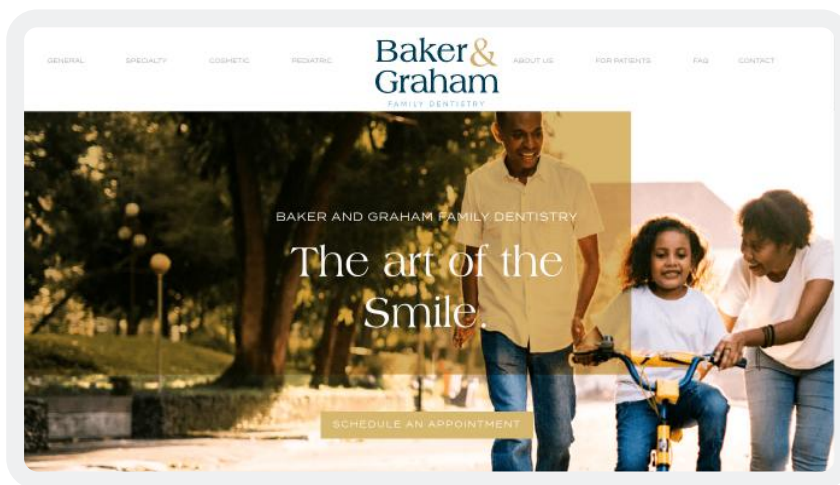 GENERAL SPECIALTY COSMETIC PEDIATRIC
Baker&
Graham
FAMILY DENTISTRY
ABOUT US FOR PATIENTS FAQ CONTACT
BAKER AND GRAHAM FAMILY DENTISTRY
The art of the
Smile.
SCHEDULE AN APPOINTMENT